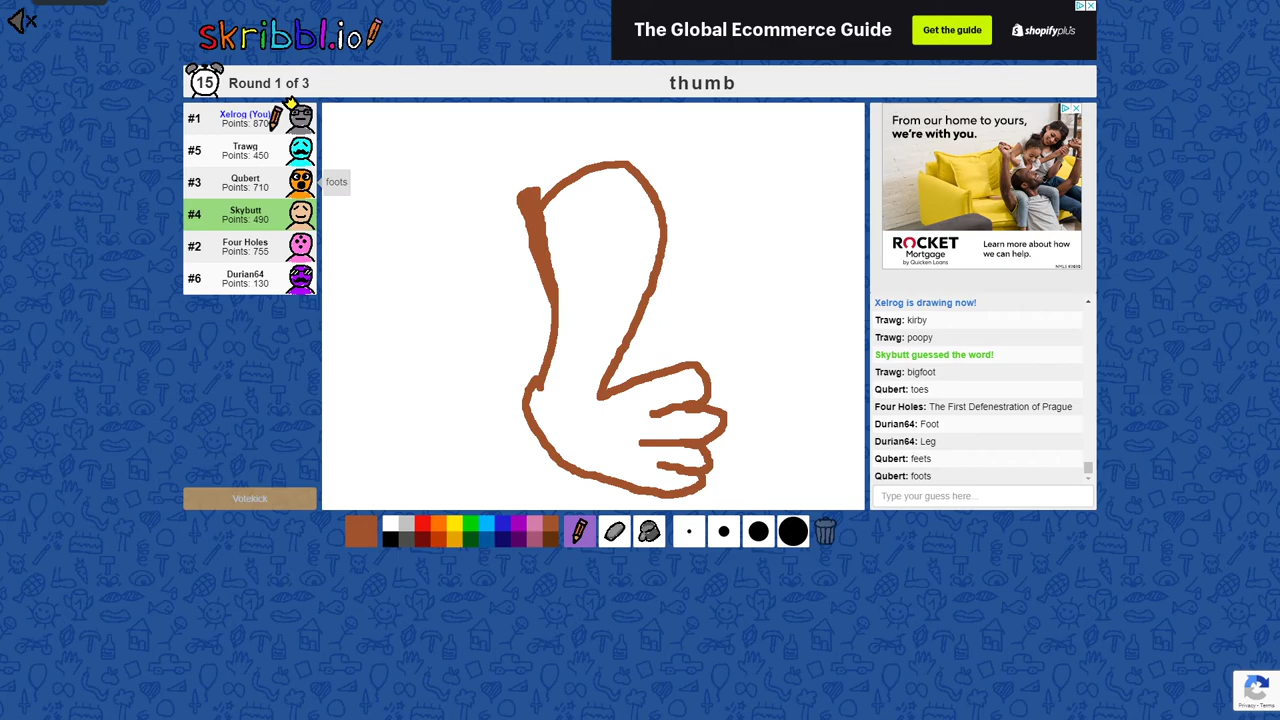 skribbl.io
The Global Ecommerce Guide
Get the guide
shopifyplus
15
Round 1 of 3
thumb
#1
Xelrog (You)
Points: 870
#5
Trawg
Points: 450
#3
Qubert
Points: 710
foots
#4
Skybutt
Points: 490
#2
Four Holes
Points: 755
#6
Durian64
Points: 130
Votekick
From our home to yours,
we're with you.
ROCKET
Mortgage
by Quicken Loans
Learn more about how
we can help.
Xelrog is drawing now!
Trawg: kirby
Trawg: poopy
Skybutt guessed the word!
Trawg: bigfoot
Qubert: toes
Four Holes: The First Defenestration of Prague
Durian64: Foot
Durian64: Leg
Qubert: feets
Qubert: foots
Type your guess here...
Privacy - Terms